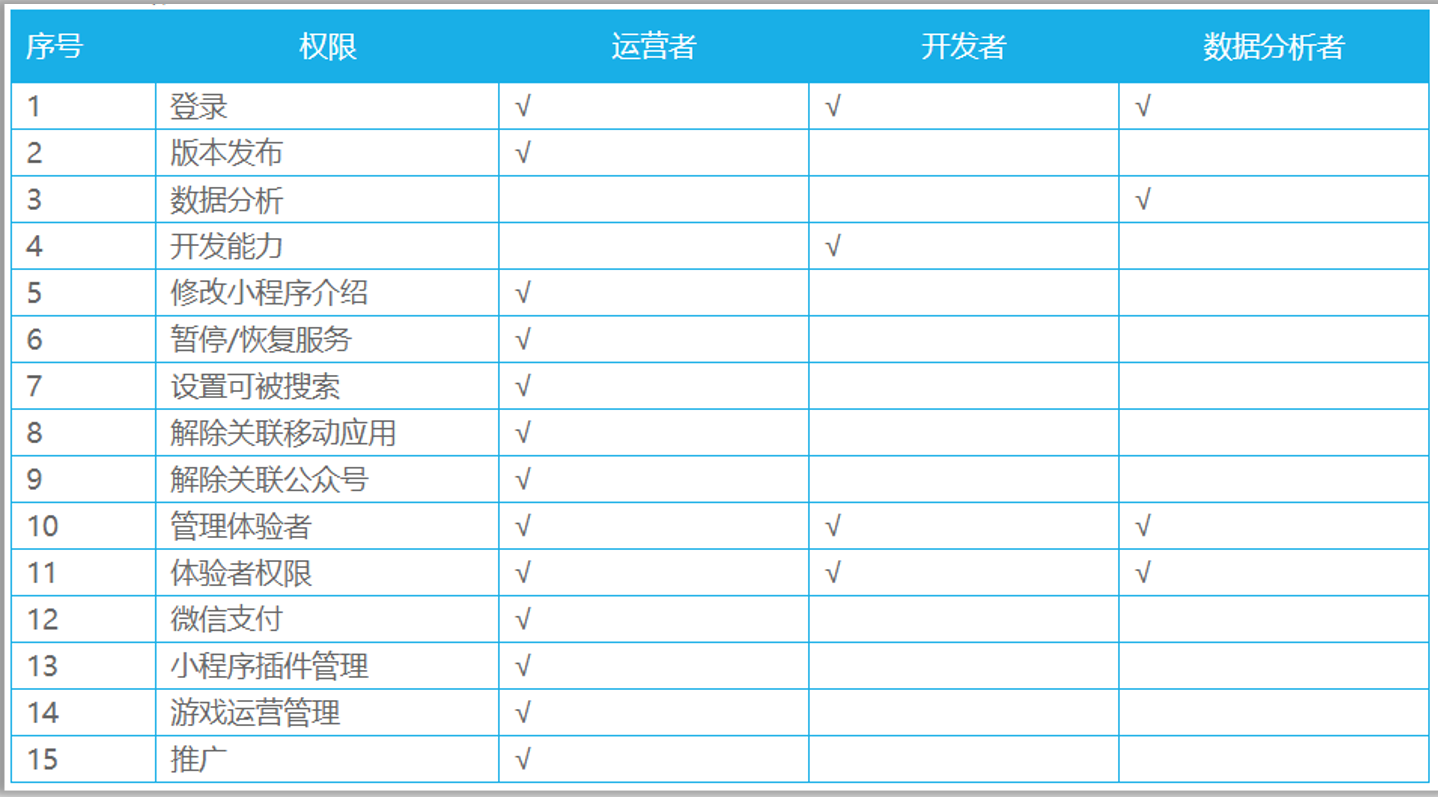 序号 权限 运营者 开发者 数据分析者
1 登录 √ √ √
2 版本发布 √
3 数据分析 √
4 开发能力 √
5 修改小程序介绍 √
6 暂停/恢复服务 √
7 设置可被搜索 √
8 解除关联移动应用 √
9 解除关联公众号 √
10 管理体验者 √ √ √
11 体验者权限 √ √ √
12 微信支付 √
13 小程序插件管理 √
14 游戏运营管理 √
15 推广 √